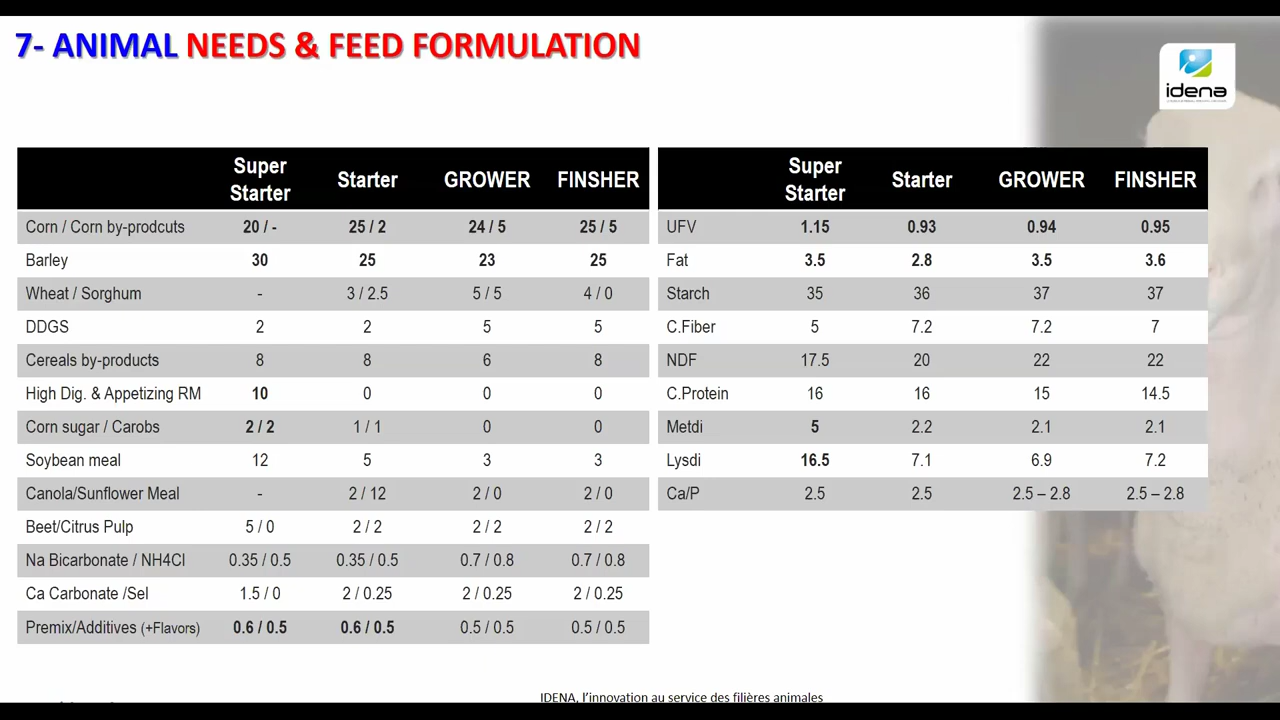 7- ANIMAL NEEDS & FEED FORMULATION
idena
Super Starter Starter GROWER FINSHER
Corn / Corn by-prodcuts 20 / - 25 / 2 24 / 5 25 / 5
Barley 30 25 23 25
Wheat / Sorghum - 3 / 2.5 5 / 5 4 / 0
DDGS 2 2 5 5
Cereals by-products 8 8 6 8
High Dig. & Appetizing RM 10 0 0 0
Corn sugar / Carobs 2 / 2 1 / 1 0 0
Soybean meal 12 5 3 3
Canola/Sunflower Meal - 2 / 12 2 / 0 2 / 0
Beet/Citrus Pulp 5 / 0 2 / 2 2 / 2 2 / 2
Na Bicarbonate / NH4Cl 0.35 / 0.5 0.35 / 0.5 0.7 / 0.8 0.7 / 0.8
Ca Carbonate /Sel 1.5 / 0 2 / 0.25 2 / 0.25 2 / 0.25
Premix/Additives (+Flavors) 0.6 / 0.5 0.6 / 0.5 0.5 / 0.5 0.5 / 0.5
Super Starter Starter GROWER FINSHER
UFV 1.15 0.93 0.94 0.95
Fat 3.5 2.8 3.5 3.6
Starch 35 36 37 37
C.Fiber 5 7.2 7.2 7
NDF 17.5 20 22 22
C.Protein 16 16 15 14.5
Metdi 5 2.2 2.1 2.1
Lysdi 16.5 7.1 6.9 7.2
Ca/P 2.5 2.5 2.5 – 2.8 2.5 – 2.8
IDENA, l'innovation au service des filières animales